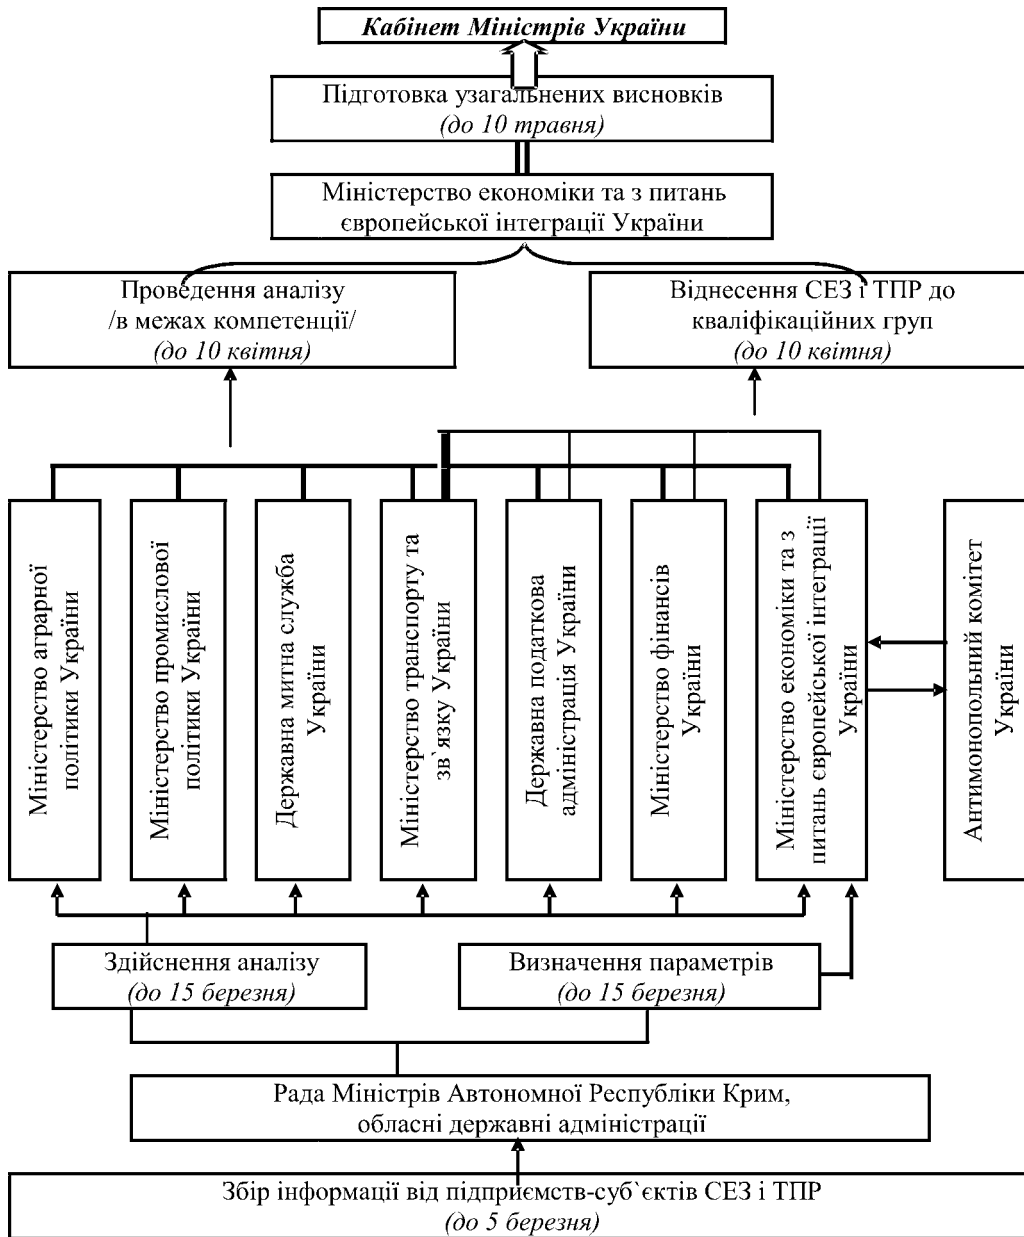 Кабінет Міністрів України
Підготовка узагальнених висновків
(до 10 травня)
Міністерство економіки та з питань
європейської інтеграції України
Проведення аналізу
/в межах компетенції/
(до 10 квітня)
Віднесення СЕЗ і ТПР до
кваліфікаційних груп
(до 10 квітня)
Міністерство аграрної
політики України
Міністерство промислової
політики України
Державна митна служба
України
Міністерство транспорту та
зв`язку України
Державна податкова
адміністрація України
Міністерство фінансів
України
Міністерство економіки та з
питань європейської інтеграції
України
Антимонопольний комітет
України
Здійснення аналізу
(до 15 березня)
Визначення параметрів
(до 15 березня)
Рада Міністрів Автономної Республіки Крим,
обласні державні адміністрації
Збір інформації від підприємств-суб`єктів СЕЗ і ТПР
(до 5 березня)